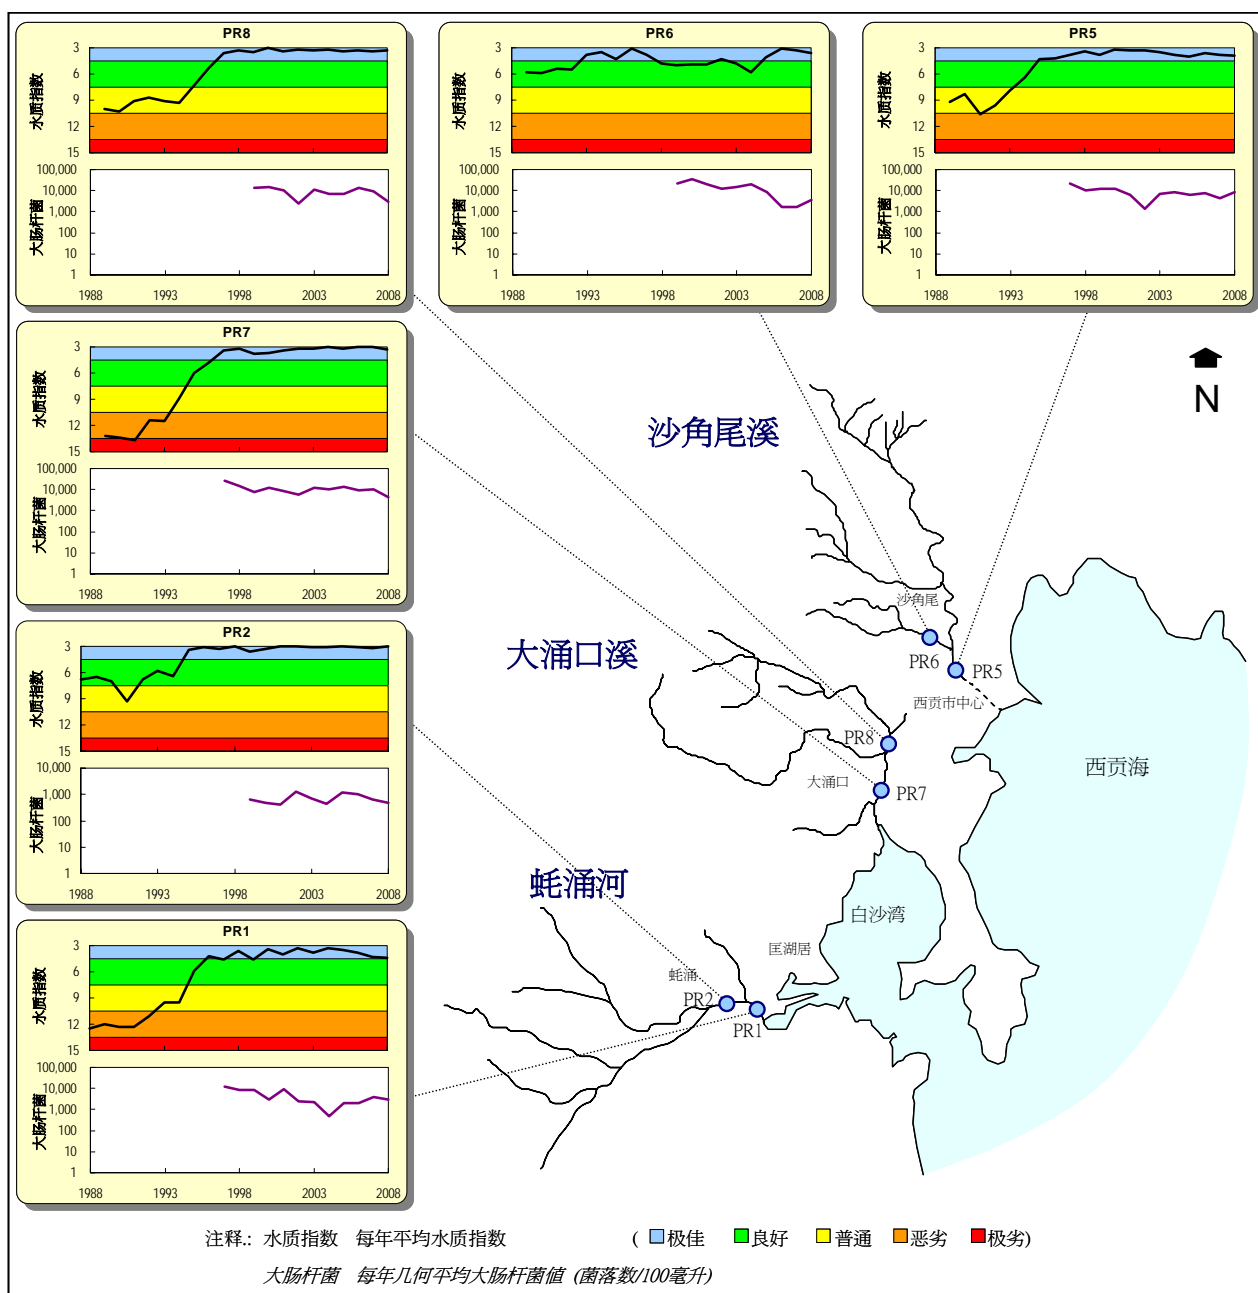 PR8
水质指数
3
6
9
12
15
大肠杆菌
100,000
10,000
1,000
100
10
1
1988 1993 1998 2003 2008
PR6
水质指数
3
6
9
12
15
大肠杆菌
100,000
10,000
1,000
100
10
1
1988 1993 1998 2003 2008
PR5
水质指数
3
6
9
12
15
大肠杆菌
100,000
10,000
1,000
100
10
1
1988 1993 1998 2003 2008
PR7
水质指数
3
6
9
12
15
大肠杆菌
100,000
10,000
1,000
100
10
1
1988 1993 1998 2003 2008
PR2
水质指数
3
6
9
12
15
大肠杆菌
10,000
1,000
100
10
1
1988 1993 1998 2003 2008
PR1
水质指数
3
6
9
12
15
大肠杆菌
100,000
10,000
1,000
100
10
1
1988 1993 1998 2003 2008
N
沙角尾溪
沙角尾
PR6
PR5
西贡市中心
大涌口溪
PR8
大涌口
PR7
西贡海
蚝涌河
白沙湾
匡湖居
蚝涌
PR2
PR1
注释.: 水质指数 每年平均水质指数 ( 极佳 良好 普通 恶劣 极劣)
大肠杆菌 每年几何平均大肠杆菌值 (菌落数/100毫升)